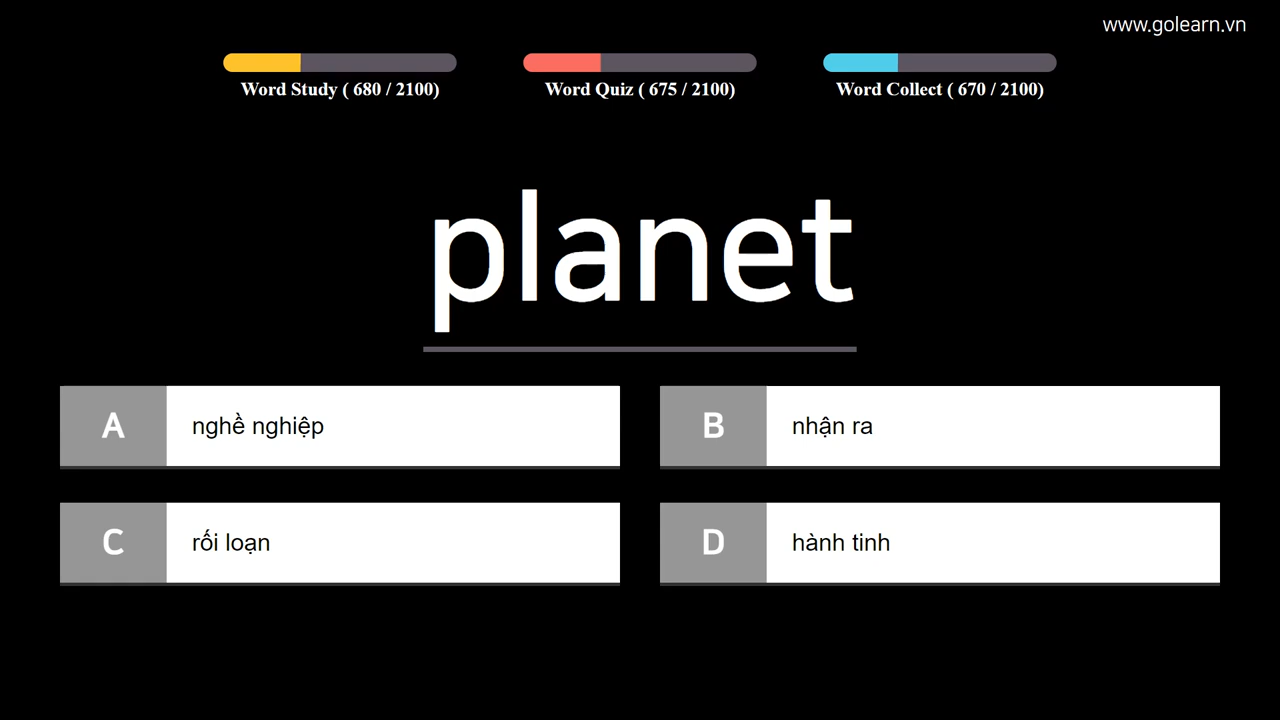 www.golearn.vn
Word Study ( 680 / 2100)
Word Quiz ( 675 / 2100)
Word Collect ( 670 / 2100)
planet
A nghề nghiệp
B nhận ra
C rối loạn
D hành tinh